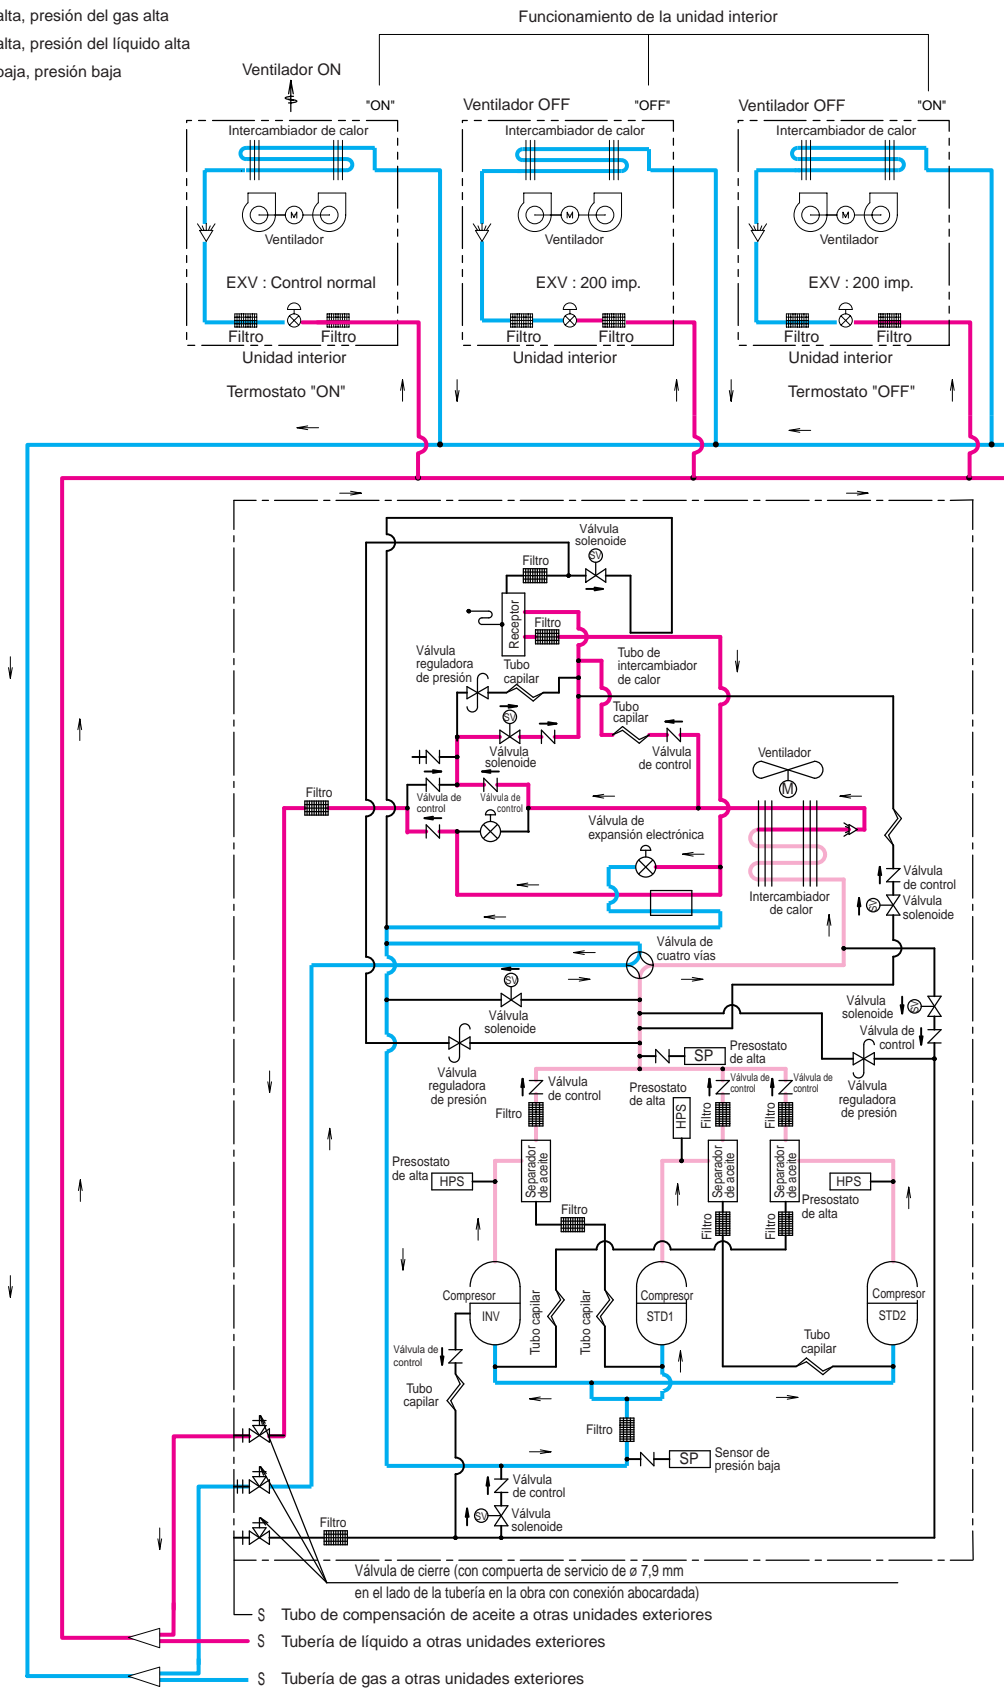 alta, presión del gas alta
alta, presión del líquido alta
baja, presión baja
Funcionamiento de la unidad interior
Ventilador ON
"ON"
Ventilador OFF
"OFF"
Ventilador OFF
"ON"
Intercambiador de calor
Intercambiador de calor
Intercambiador de calor
M
M
M
Ventilador
Ventilador
Ventilador
EXV : Control normal
EXV : 200 imp.
EXV : 200 imp.
Filtro
Filtro
Filtro
Filtro
Filtro
Filtro
Unidad interior
Unidad interior
Unidad interior
Termostato "ON"
Termostato "OFF"
Válvula
solenoide
SV
Filtro
Receptor
Filtro
Válvula
reguladora
de presión
Tubo
capilar
Tubo de
intercambiador
de calor
SV
Tubo
capilar
Válvula
solenoide
Válvula
de control
Ventilador
M
Filtro
Válvula de
control
Válvula de
control
Válvula de
expansión electrónica
Válvula
de control
Intercambiador
de calor
SV
Válvula
solenoide
Válvula de
cuatro vías
SV
Válvula
solenoide
Válvula
solenoide
SV
Válvula de
control
Presostato
de alta
SP
Válvula
reguladora
de presión
Válvula
reguladora
de presión
Válvula
de control
Presostato
de alta
HPS
Válvula de
control
Válvula de
control
Filtro
Filtro
Filtro
Presostato
de alta
HPS
Separador
de aceite
Separador
de aceite
Separador
de aceite
HPS
Presostato
de alta
Filtro
Filtro
Filtro
Compresor
INV
Tubo capilar
Tubo capilar
Compresor
STD1
Compresor
STD2
Válvula de
control
Tubo
capilar
Tubo
capilar
Filtro
SP
Sensor de
presión baja
Válvula
de control
SV
Válvula
solenoide
Filtro
Válvula de cierre (con compuerta de servicio de ø 7,9 mm
en el lado de la tubería en la obra con conexión abocardada)
S Tubo de compensación de aceite a otras unidades exteriores
S Tubería de líquido a otras unidades exteriores
S Tubería de gas a otras unidades exteriores